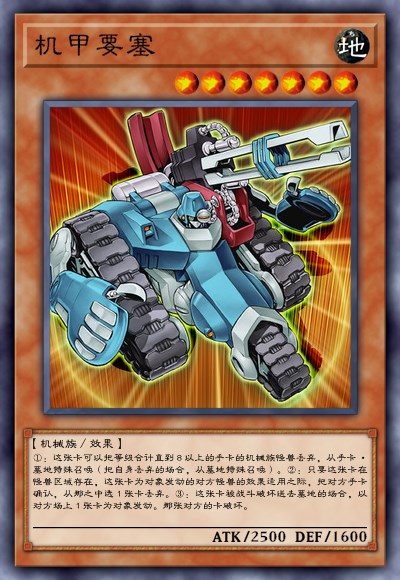 机甲要塞
地
【机械族/效果】
①：这张卡可以把等级合计直到8以上的手卡的机械族怪兽丢弃，从手卡·
墓地特殊召唤（把自身丢弃的场合，从墓地特殊召唤）。②：只要这张卡在
怪兽区域存在，这张卡为对象发动的对方怪兽的效果适用之际，把对方手卡
确认，从那之中选1张卡丢弃。③：这张卡被战斗破坏送去墓地的场合，以
对方场上1张卡为对象发动。那张对方的卡破坏。
ATK/2500 DEF/1600